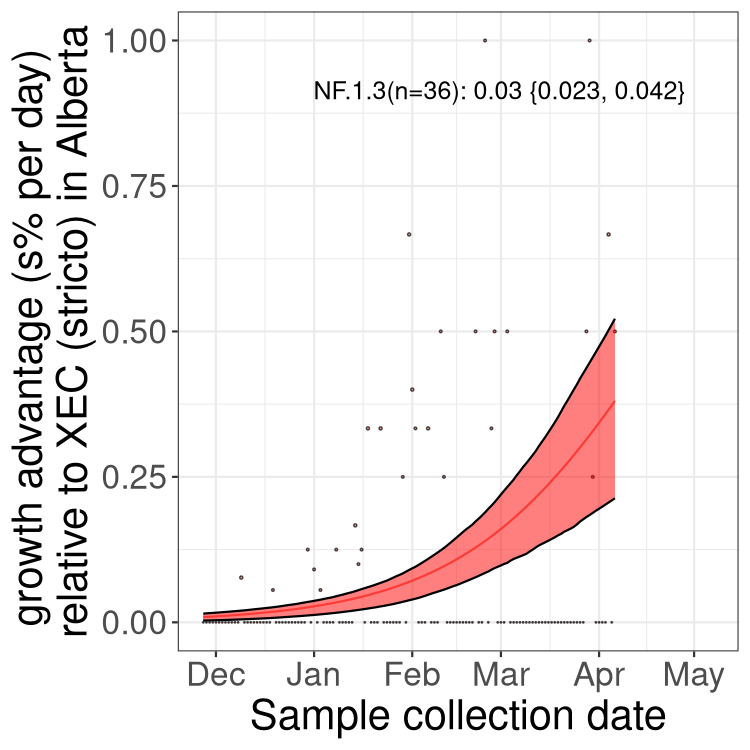 growth advantage (s% per day)
relative to XEC (stricto) in Alberta
1.00
0.75
0.50
0.25
0.00
NF.1.3(n=36): 0.03 {0.023, 0.042}
Dec Jan Feb Mar Apr May
Sample collection date